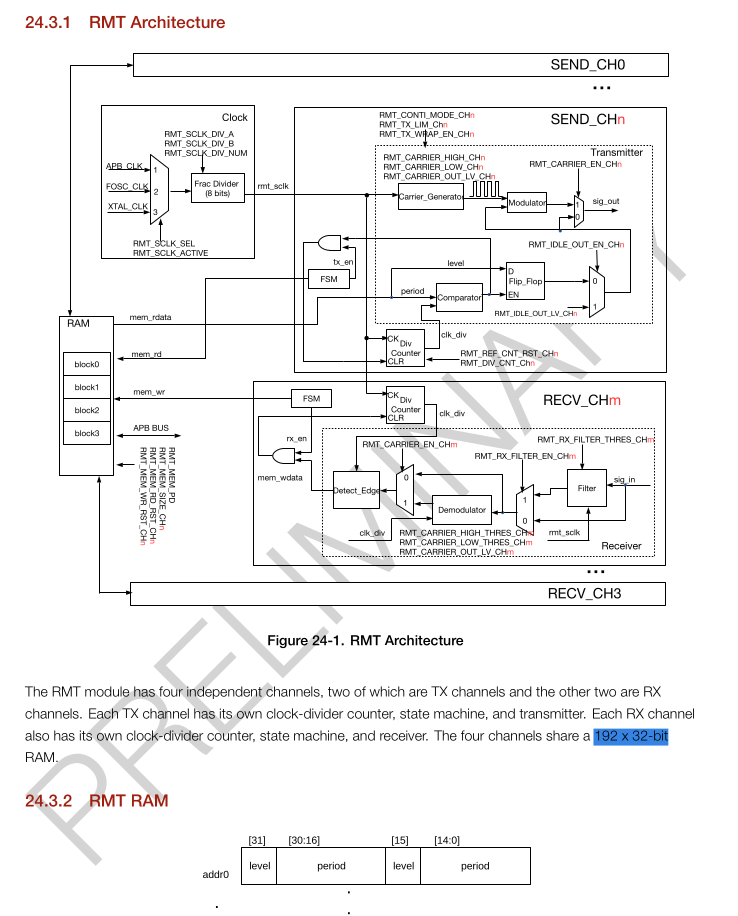 24.3.1 RMT Architecture
SEND_CH0
...
Clock
RMT_SCLK_DIV_A
RMT_SCLK_DIV_B
RMT_SCLK_DIV_NUM
APB_CLK
1
FOSC_CLK
2
XTAL_CLK
3
Frac Divider
(8 bits)
rmt_sclk
RMT_SCLK_SEL
RMT_SCLK_ACTIVE
RMT_CONTI_MODE_CHn
RMT_TX_LIM_Chn
RMT_TX_WRAP_EN_CHn
SEND_CHn
Transmitter
RMT_CARRIER_HIGH_CHn
RMT_CARRIER_LOW_CHn
RMT_CARRIER_OUT_LV_CHn
RMT_CARRIER_EN_CHn
Carrier_Generator
Modulator
1
0
sig_out
RMT_IDLE_OUT_EN_CHn
tx_en
FSM
level
D
Flip_Flop
EN
0
1
period
Comparator
RMT_IDLE_OUT_LV_CHn
clk_div
CK
Div
Counter
CLR
RMT_REF_CNT_RST_CHn
RMT_DIV_CNT_Chn
RAM
mem_rdata
mem_rd
block0
block1
block2
block3
mem_wr
APB BUS
RMT_MEM_PD
RMT_MEM_SIZE_CHn
RMT_MEM_RD_RST_CHn
RMT_MEM_WR_RST_CHn
FSM
CK
Div
Counter
CLR
clk_div
RECV_CHm
rx_en
mem_wdata
RMT_CARRIER_EN_CHm
RMT_RX_FILTER_THRES_CHm
RMT_RX_FILTER_EN_CHm
Detect_Edge
0
1
Demodulator
1
0
Filter
sig_in
clk_div
RMT_CARRIER_HIGH_THRES_CHm
RMT_CARRIER_LOW_THRES_CHm
RMT_CARRIER_OUT_LV_CHm
rmt_sclk
Receiver
...
RECV_CH3
PRELIMINARY
Figure 24-1. RMT Architecture
The RMT module has four independent channels, two of which are TX channels and the other two are RX
channels. Each TX channel has its own clock-divider counter, state machine, and transmitter. Each RX channel
also has its own clock-divider counter, state machine, and receiver. The four channels share a 192 x 32-bit
RAM.
24.3.2 RMT RAM
[31] [30:16] [15] [14:0]
addr0 level period level period